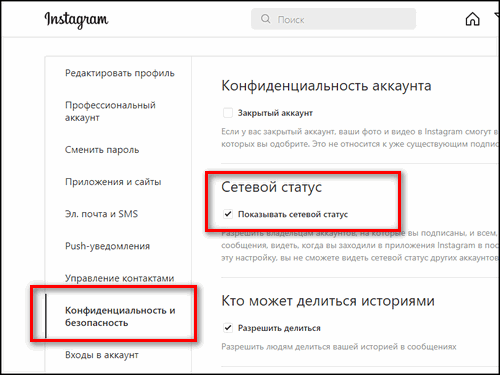 Instagram
Поиск
Редактировать профиль
Профессиональный
аккаунт
Сменить пароль
Приложения и сайты
Эл. почта и SMS
Push-уведомления
Управление контактами
Конфиденциальность и
безопасность
Входы в аккаунт
Конфиденциальность аккаунта
Закрытый аккаунт
Если у вас закрытый аккаунт, ваши фото и видео в Instagram смогут в
которых вы одобрите. Это не относится к уже существующим подпис
Сетевой статус
Показывать сетевой статус
Разрешить владельцам аккаунтов, на которые вы подписаны, и всем,
сообщения, видеть, когда вы заходили в приложения Instagram в пос
эту настройку, вы не сможете видеть сетевой статус других аккаунтов
Кто может делиться историями
Разрешить делиться
Разрешить людям делиться вашей историей в сообщениях